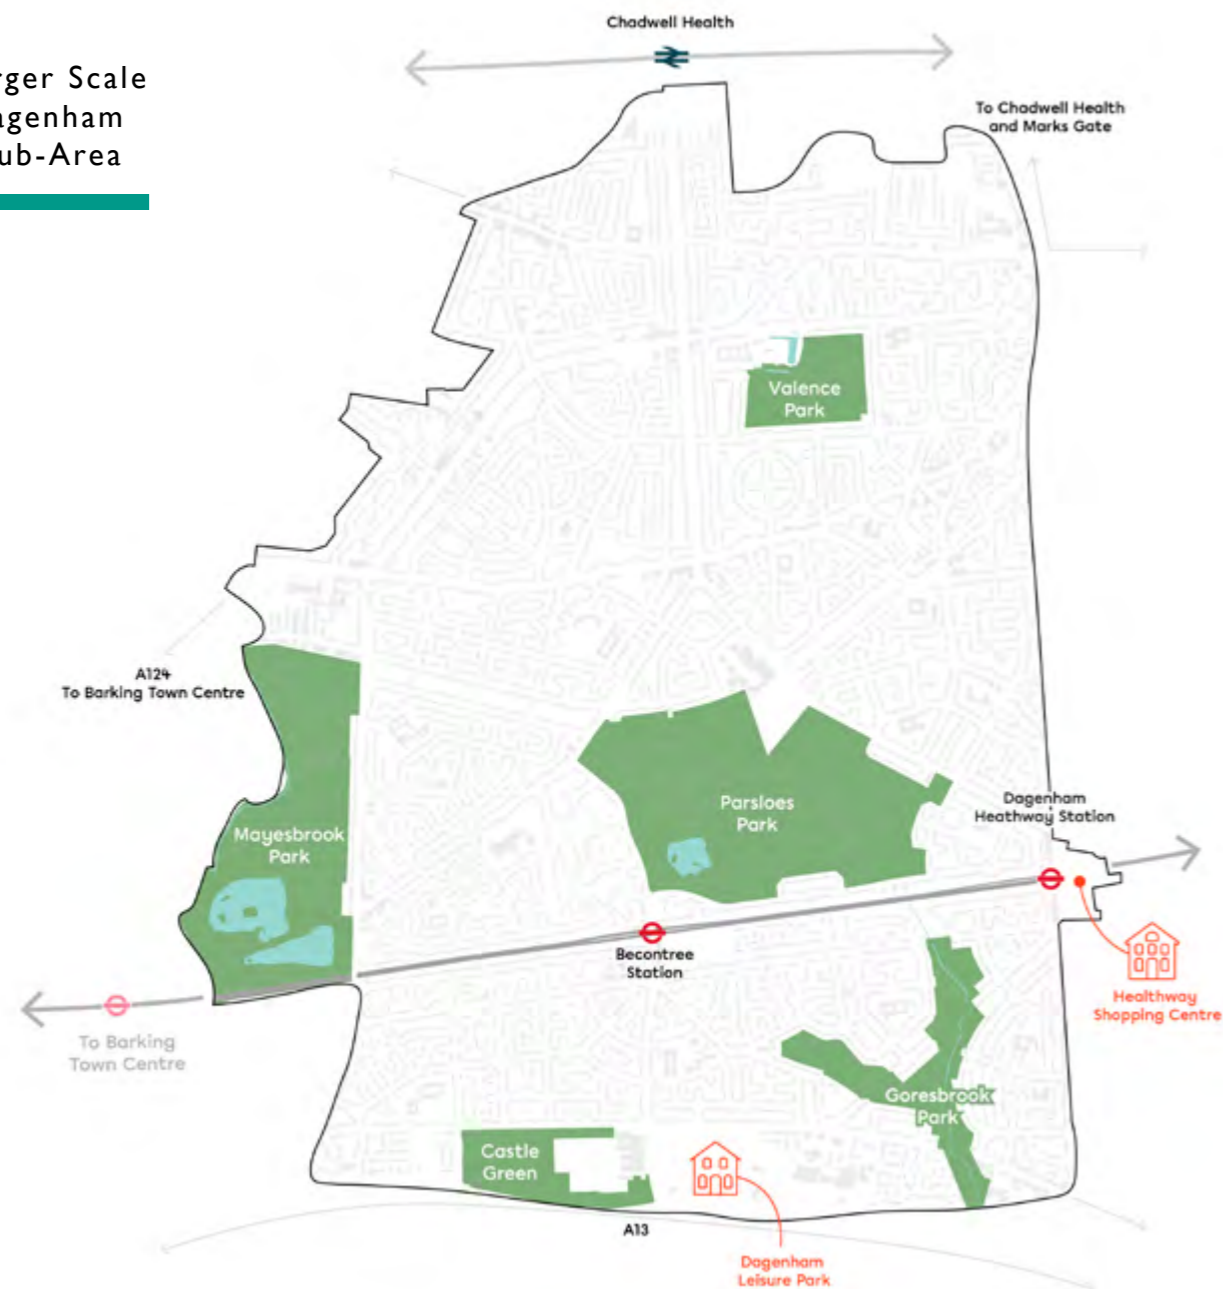 Chadwell Health
rger Scale
agenham
ub-Area
To Chadwell Health
and Marks Gate
Valence
Park
A124
To Barking Town Centre
Parsloes
Park
Dagenham
Heathway Station
Mayesbrook
Park
Becontree
Station
Healthway
Shopping Centre
To Barking
Town Centre
Goresbrook
Park
Castle
Green
A13
Dagenham
Leisure Park